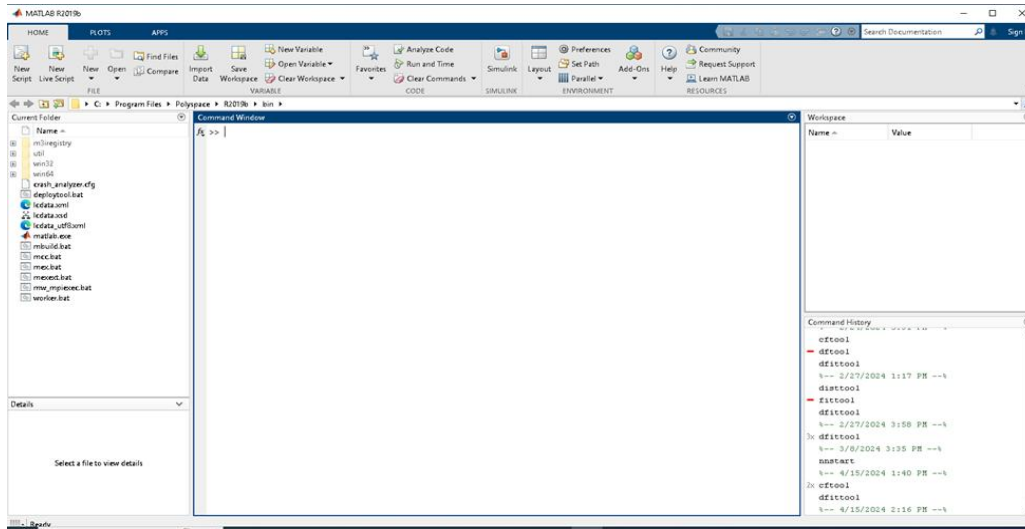 MATLAB R2019b
HOME PLOTS APPS
Search Documentation Sign
New Script
New Live Script
New
Open
Find Files
Compare
Import Data
Save Workspace
New Variable
Open Variable
Clear Workspace
Favorites
Analyze Code
Run and Time
Clear Commands
Simulink
Layout
Preferences
Set Path
Parallel
Add-Ons
Help
Community
Request Support
Learn MATLAB
FILE VARIABLE CODE SIMULINK ENVIRONMENT RESOURCES
C: Program Files Polyspace R2019b bin
Current Folder
Name
m3iregistry
util
win32
win64
crash_analyzer.cfg
deploytool.bat
lcdata.xml
lcdata.xsd
lcdata_utf8.xml
matlab.exe
mbuild.bat
mcc.bat
mex.bat
mexext.bat
mw_mpiexec.bat
worker.bat
Details
Select a file to view details
Command Window
fx >>
Workspace
Name Value
Command History
cftool
dftool
dfittool
%-- 2/27/2024 1:17 PM --%
disttool
fittool
dfittool
%-- 2/27/2024 3:58 PM --%
3x dfittool
%-- 3/8/2024 3:35 PM --%
nnstart
%-- 4/15/2024 1:40 PM --%
2x cftool
dfittool
%-- 4/15/2024 2:16 PM --%
Ready